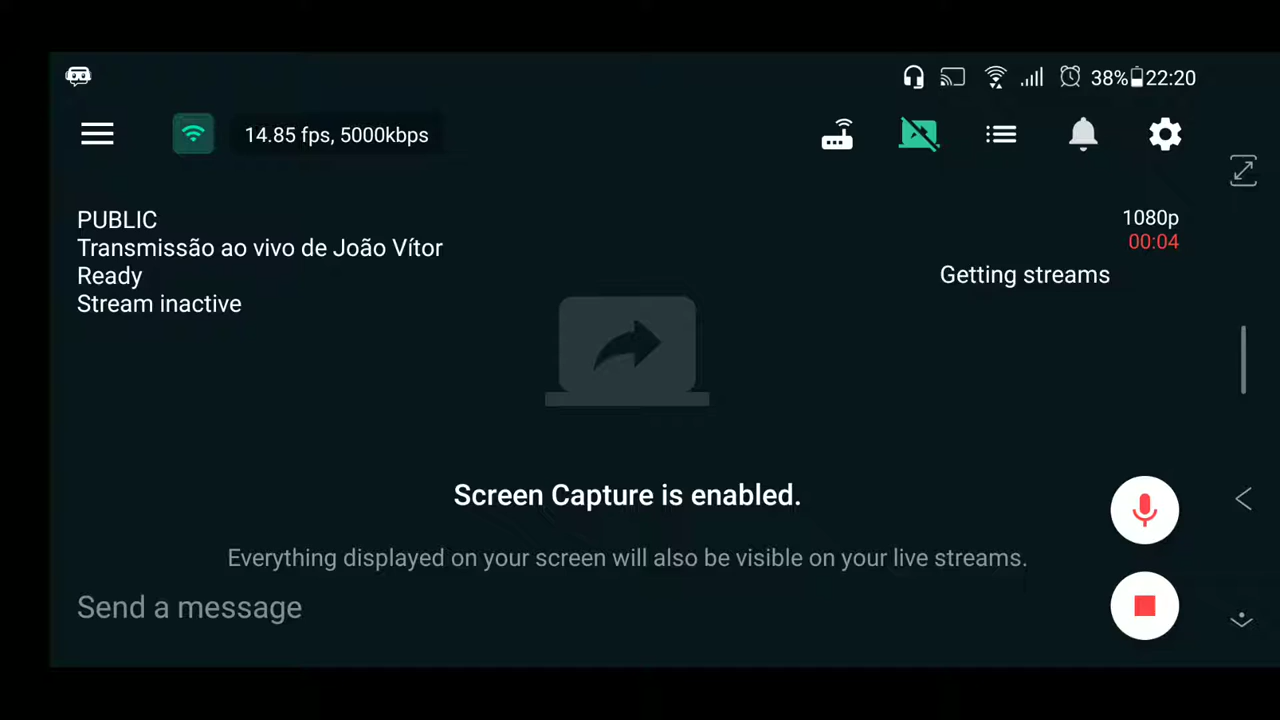 38% 22:20
14.85 fps, 5000kbps
PUBLIC
Transmissão ao vivo de João Vítor
Ready
Stream inactive
1080p
00:04
Getting streams
Screen Capture is enabled.
Everything displayed on your screen will also be visible on your live streams.
Send a message